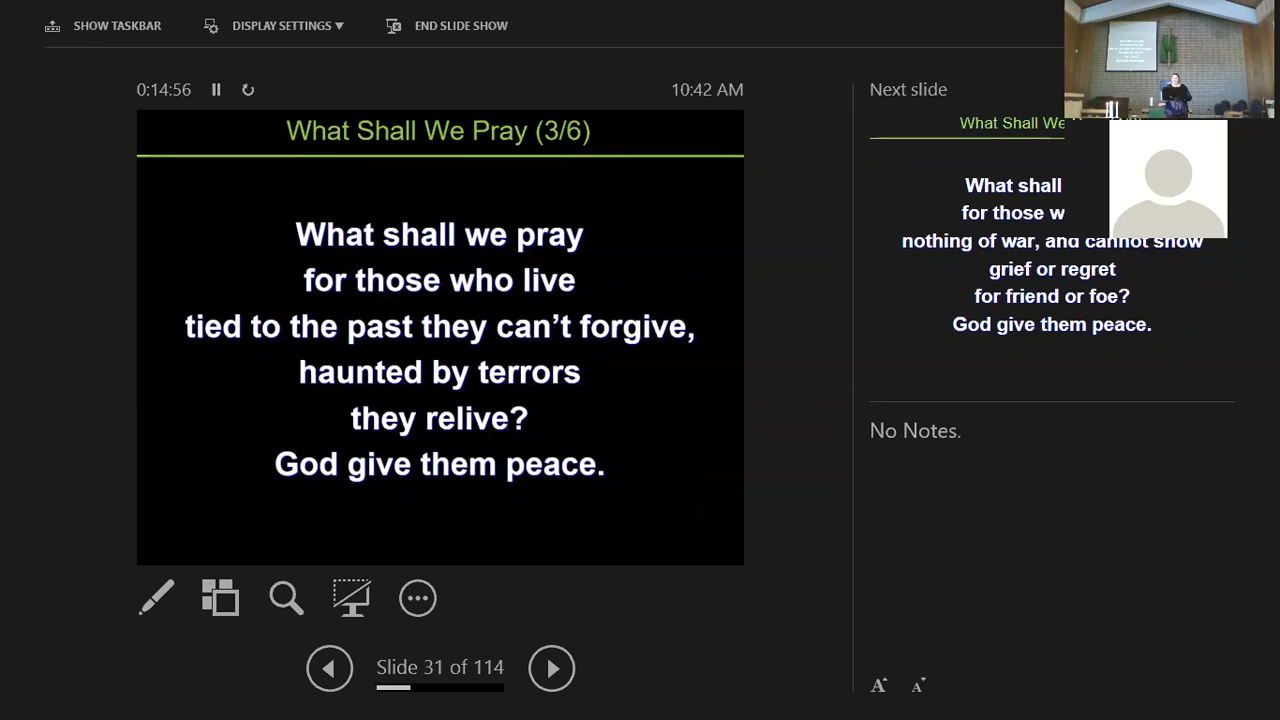 SHOW TASKBAR
DISPLAY SETTINGS
END SLIDE SHOW
0:14:56
10:42 AM
What Shall We Pray (3/6)
What shall we pray
for those who live
tied to the past they can’t forgive,
haunted by terrors
they relive?
God give them peace.
Slide 31 of 114
Next slide
What Shall We
What shall
for those w
nothing of war, and cannot show
grief or regret
for friend or foe?
God give them peace.
No Notes.
A A